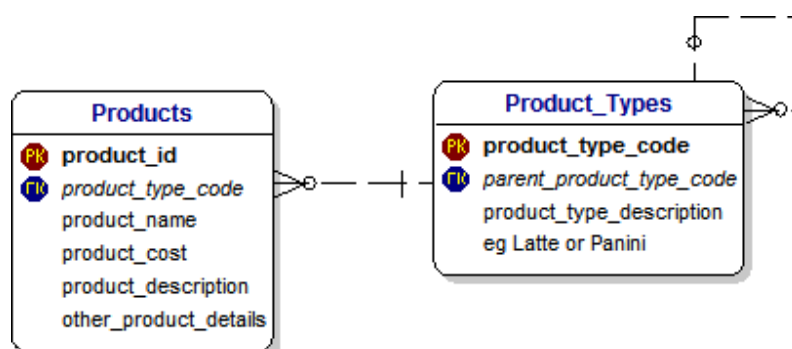 Products
PK product_id
FK product_type_code
product_name
product_cost
product_description
other_product_details
Product_Types
PK product_type_code
FK parent_product_type_code
product_type_description
eg Latte or Panini